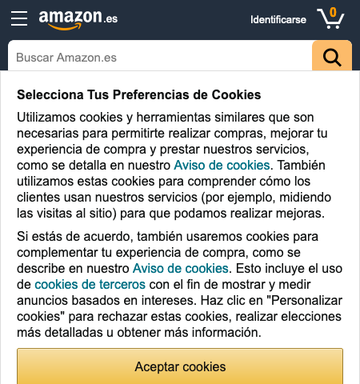 amazon.es
Identificarse
0
Buscar Amazon.es
Selecciona Tus Preferencias de Cookies
Utilizamos cookies y herramientas similares que son
necesarias para permitirte realizar compras, mejorar tu
experiencia de compra y prestar nuestros servicios,
como se detalla en nuestro Aviso de cookies. También
utilizamos estas cookies para comprender cómo los
clientes usan nuestros servicios (por ejemplo, midiendo
las visitas al sitio) para que podamos realizar mejoras.
Si estás de acuerdo, también usaremos cookies para
complementar tu experiencia de compra, como se
describe en nuestro Aviso de cookies. Esto incluye el uso
de cookies de terceros con el fin de mostrar y medir
anuncios basados en intereses. Haz clic en "Personalizar
cookies" para rechazar estas cookies, realizar elecciones
más detalladas u obtener más información.
Aceptar cookies